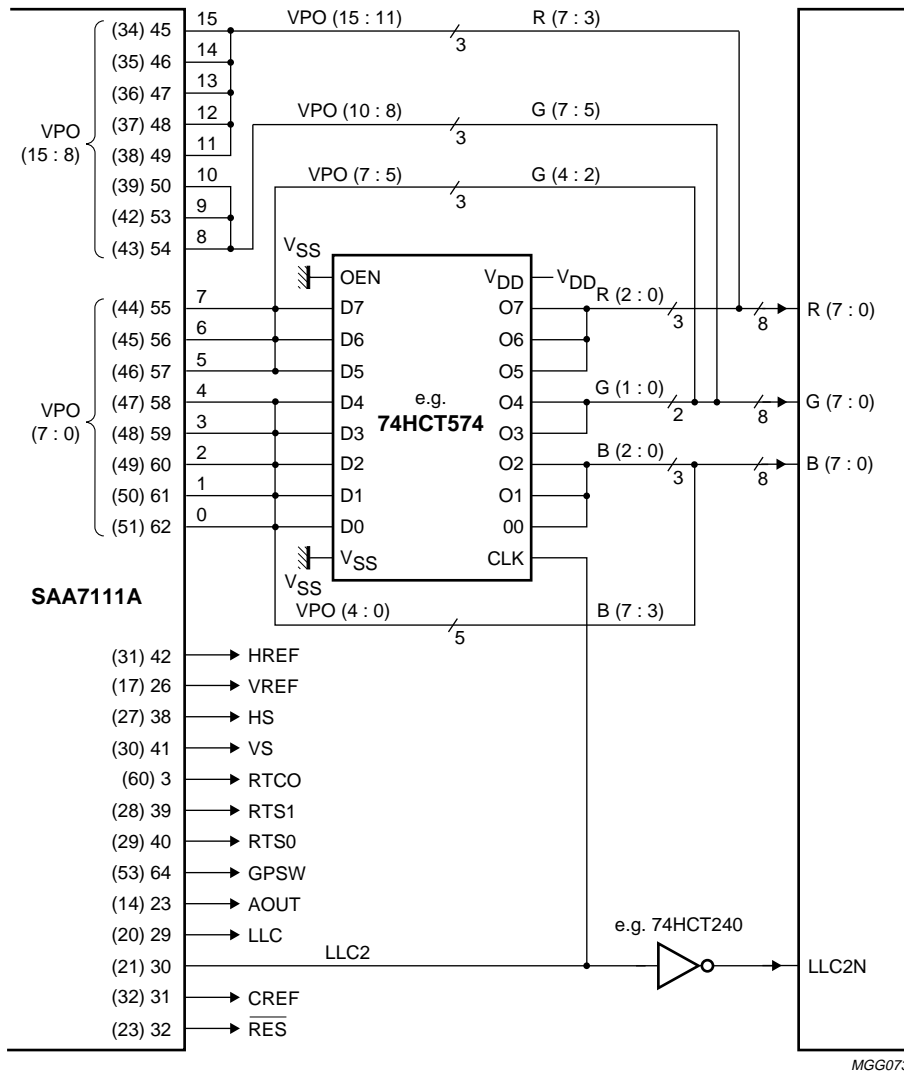 (34) 45 15 VPO (15 : 11) 3 R (7 : 3)
(35) 46 14
(36) 47 13
(37) 48 12 VPO (10 : 8) 3 G (7 : 5)
VPO (15 : 8)
(38) 49 11
(39) 50 10 VPO (7 : 5) 3 G (4 : 2)
(42) 53 9
(43) 54 8
VSS OEN VDD VDD
(44) 55 7 D7 O7 R (2 : 0) 3 8 R (7 : 0)
(45) 56 6 D6 O6
(46) 57 5 D5 O5
(47) 58 4 D4 e.g. O4 G (1 : 0) 2 8 G (7 : 0)
VPO (7 : 0)
(48) 59 3 D3 74HCT574 O3
(49) 60 2 D2 O2 B (2 : 0) 3 8 B (7 : 0)
(50) 61 1 D1 O1
(51) 62 0 D0 00
VSS VSS CLK
SAA7111A
VPO (4 : 0) 5 B (7 : 3)
(31) 42 HREF
(17) 26 VREF
(27) 38 HS
(30) 41 VS
(60) 3 RTCO
(28) 39 RTS1
(29) 40 RTS0
(53) 64 GPSW
(14) 23 AOUT
(20) 29 LLC
e.g. 74HCT240
(21) 30 LLC2 LLC2N
(32) 31 CREF
(23) 32 RES
MGG073